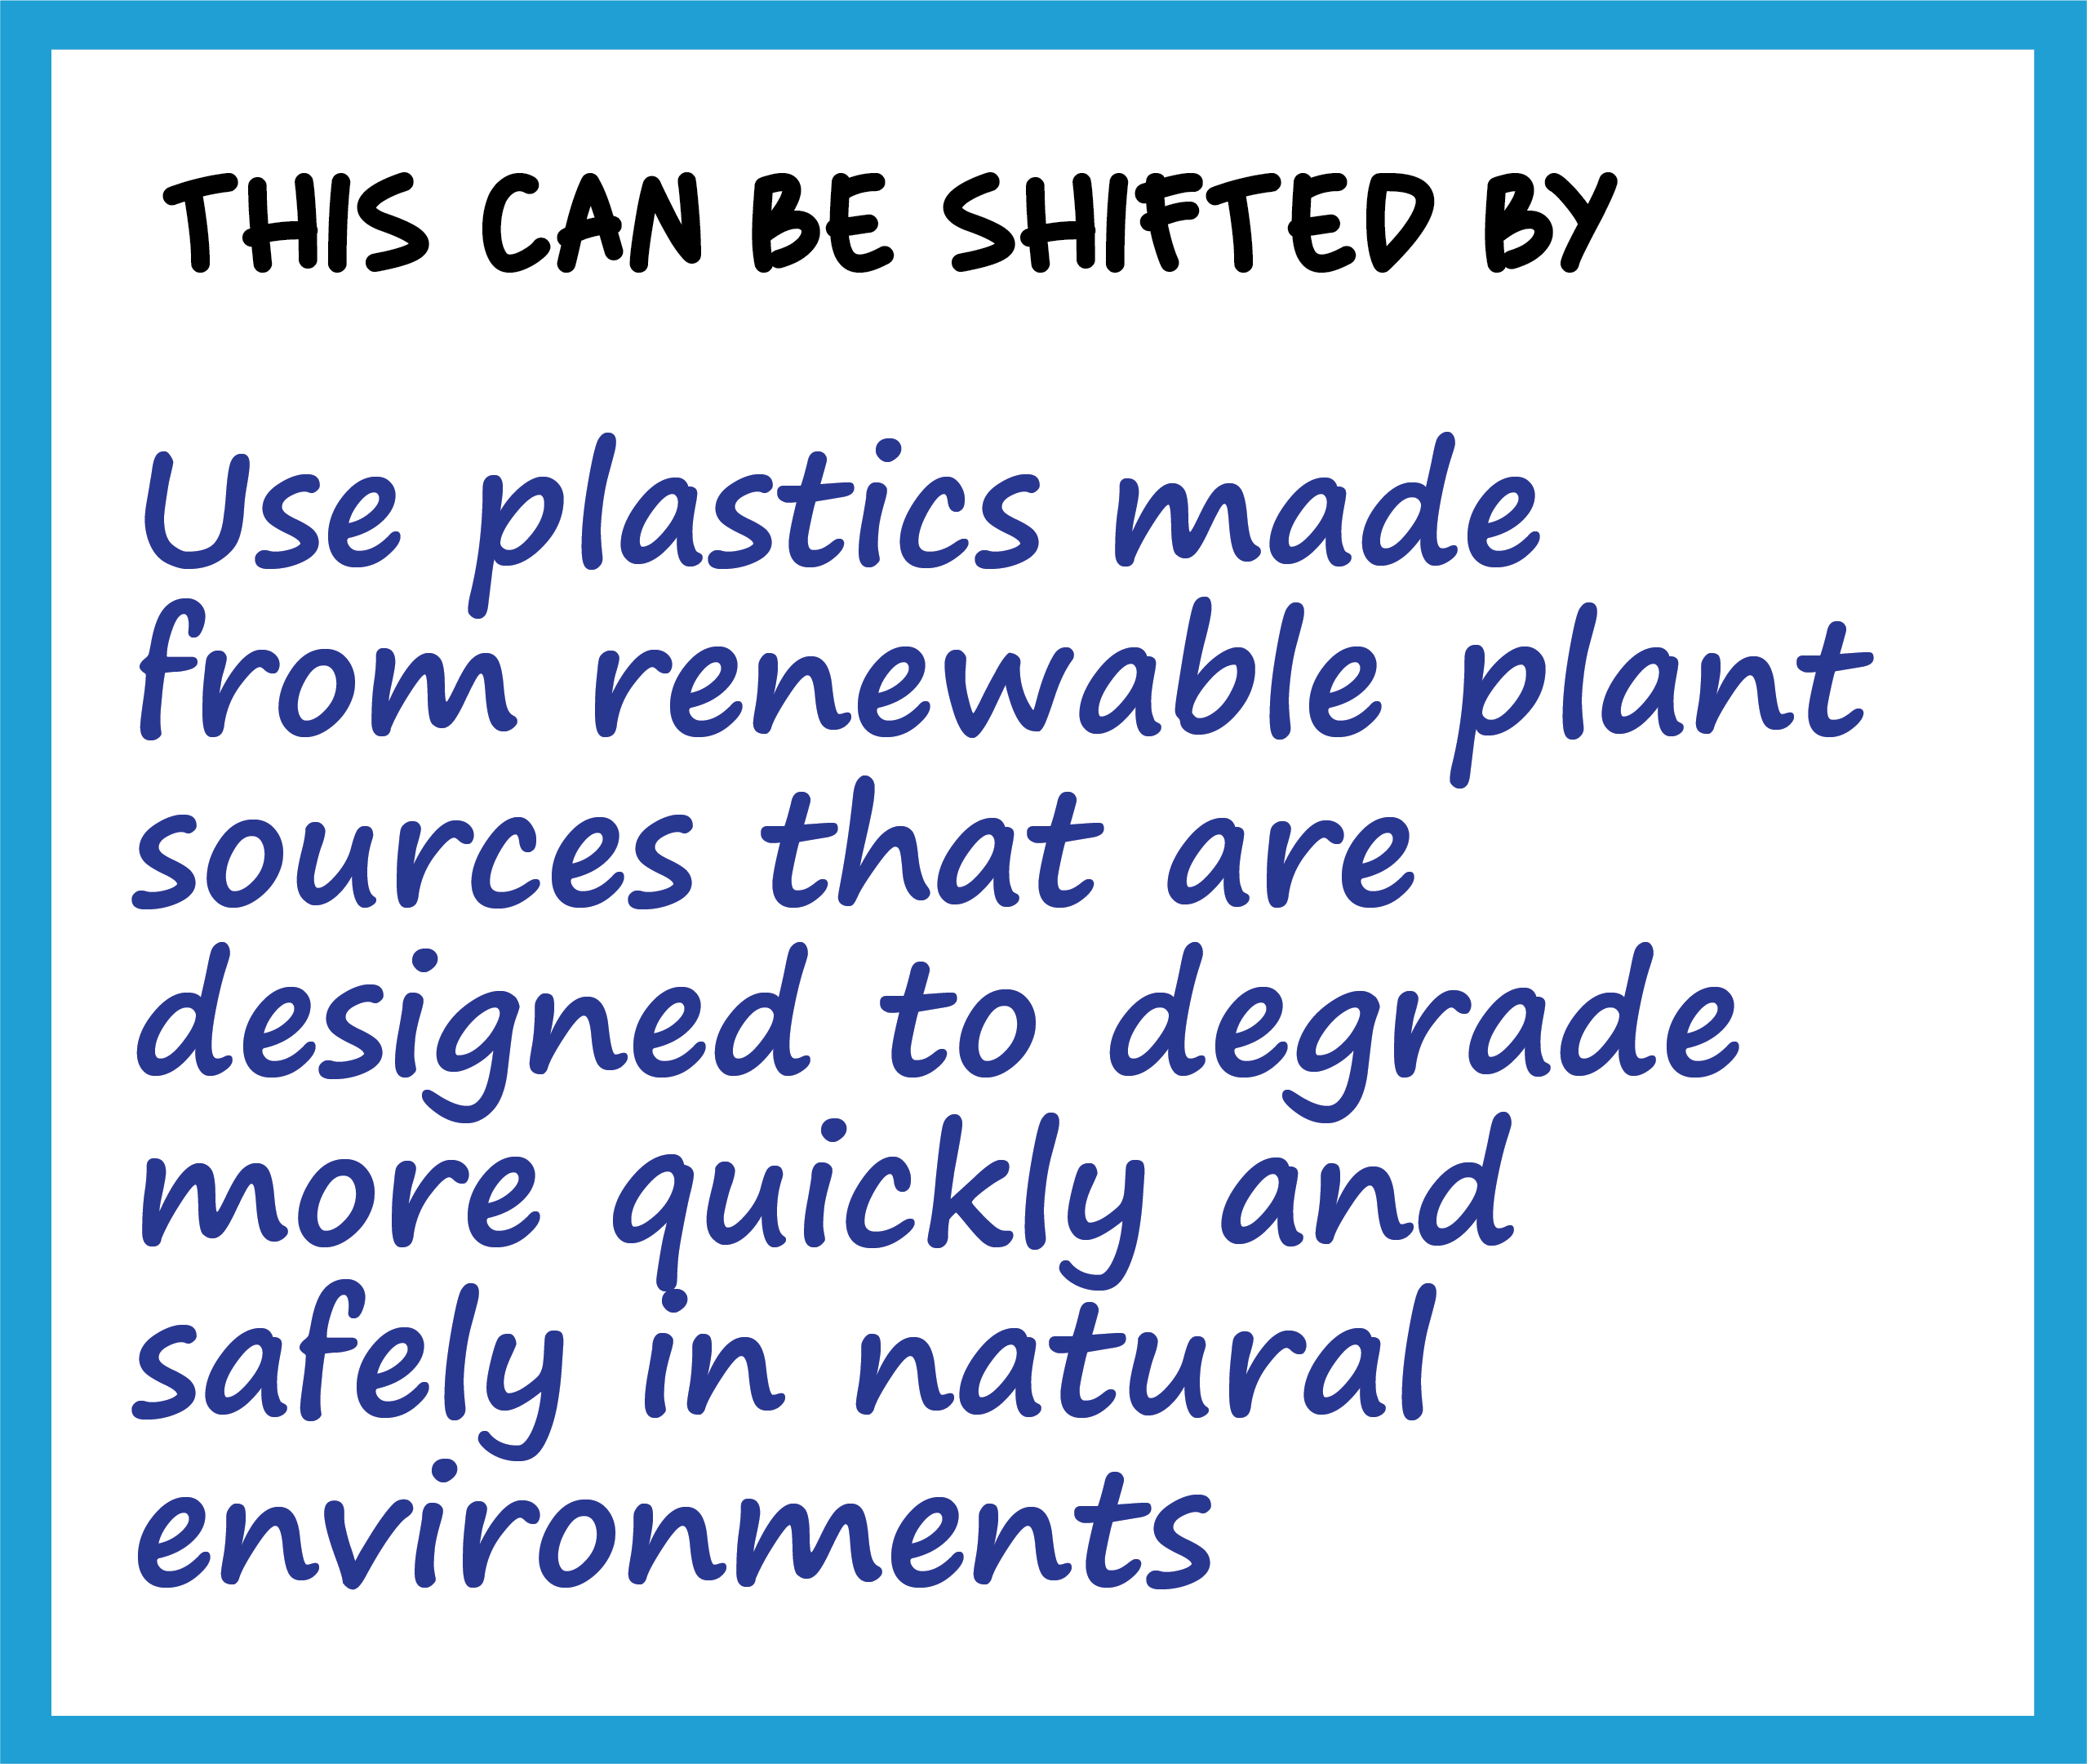 THIS CAN BE SHIFTED BY
Use plastics made
from renewable plant
sources that are
designed to degrade
more quickly and
safely in natural
environments